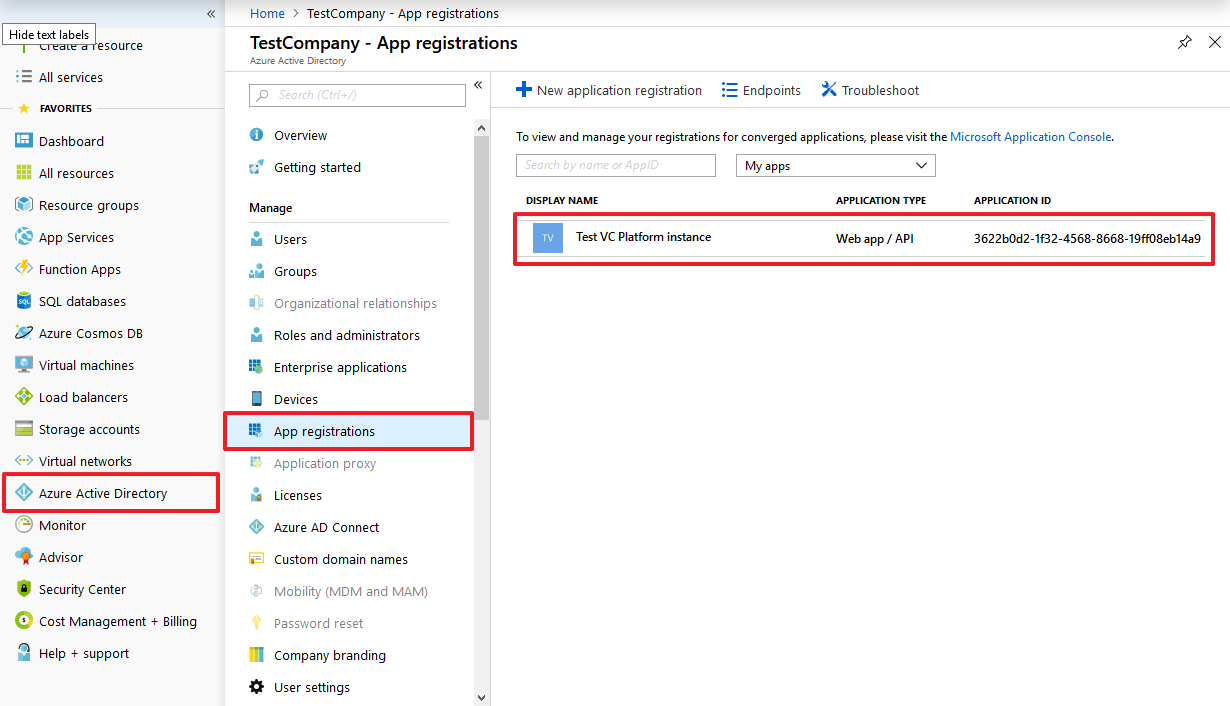 «
Hide text labels
Create a resource
All services
FAVORITES
Dashboard
All resources
Resource groups
App Services
Function Apps
SQL databases
Azure Cosmos DB
Virtual machines
Load balancers
Storage accounts
Virtual networks
Azure Active Directory
Monitor
Advisor
Security Center
Cost Management + Billing
Help + support
Home > TestCompany - App registrations
TestCompany - App registrations
Azure Active Directory
Search (Ctrl+/)
«
Overview
Getting started
Manage
Users
Groups
Organizational relationships
Roles and administrators
Enterprise applications
Devices
App registrations
Application proxy
Licenses
Azure AD Connect
Custom domain names
Mobility (MDM and MAM)
Password reset
Company branding
User settings
New application registration Endpoints Troubleshoot
To view and manage your registrations for converged applications, please visit the Microsoft Application Console.
Search by name or AppID My apps
DISPLAY NAME APPLICATION TYPE APPLICATION ID
TV Test VC Platform instance Web app / API 3622b0d2-1f32-4568-8668-19ff08eb14a9